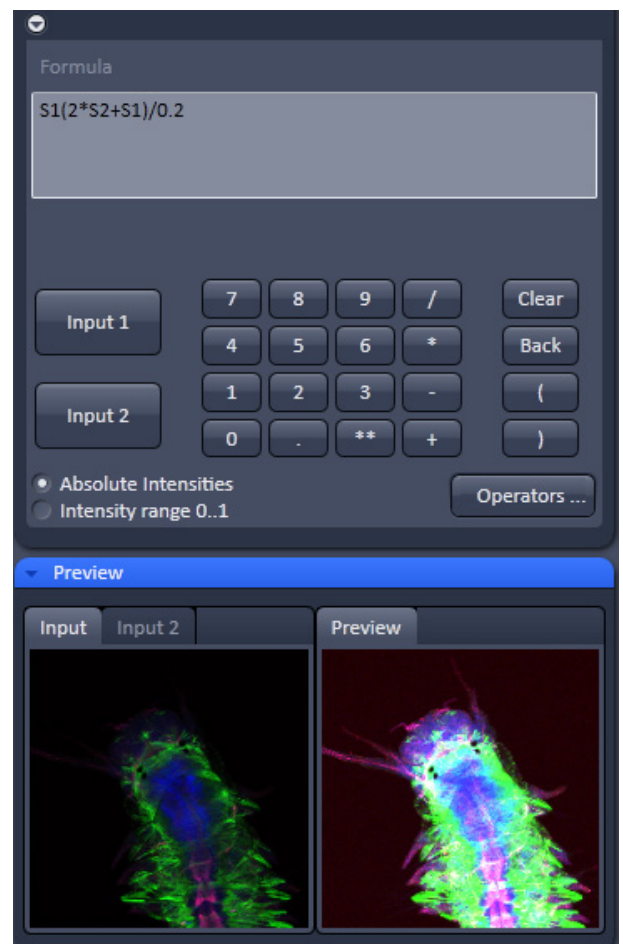 Formula
S1(2*S2+S1)/0.2
Input 1
7 8 9 / Clear
4 5 6 * Back
Input 2
1 2 3 - (
0 . ** + )
Absolute Intensities
Intensity range 0..1
Operators ...
Preview
Input Input 2 Preview